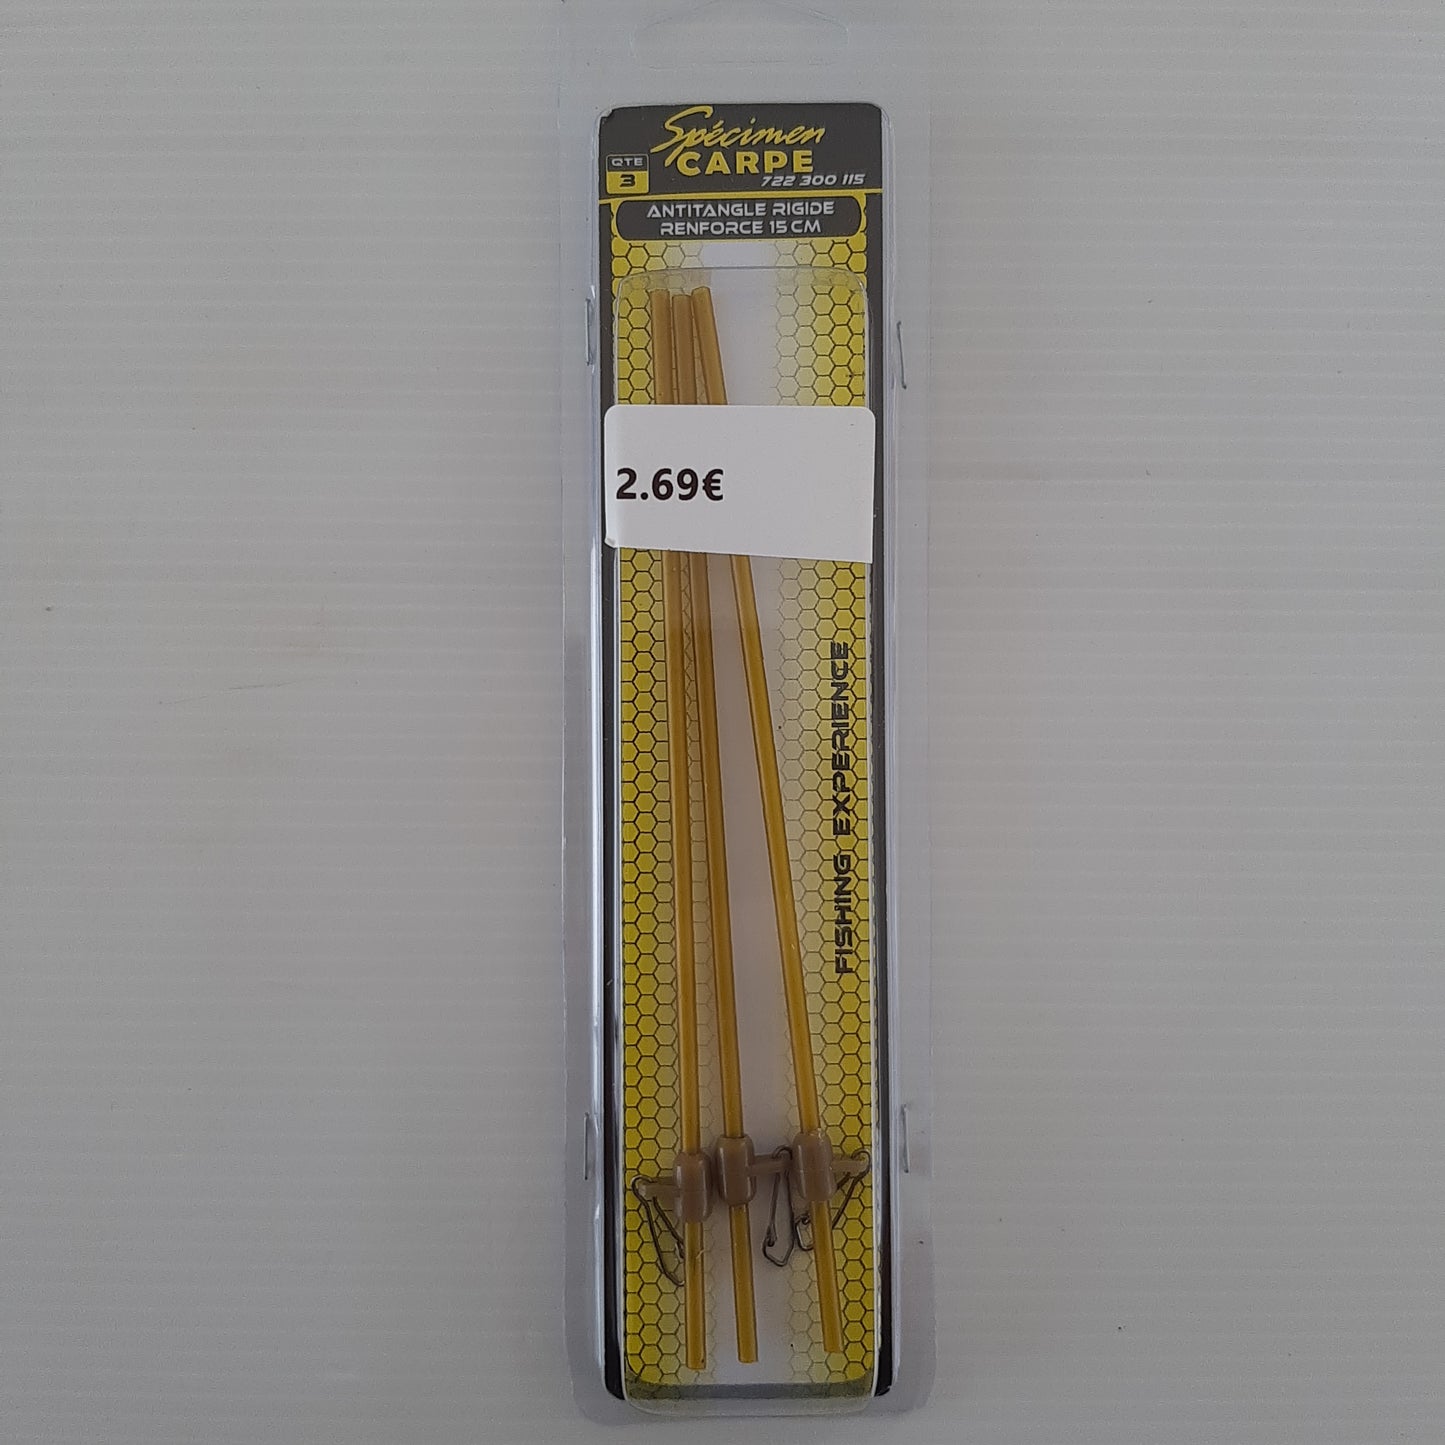 Spécimen
CARPE
QTE
3
722 300 115
ANTITANGLE RIGIDE
RENFORCE 15 CM
2.69€
FISHING EXPERIENCE